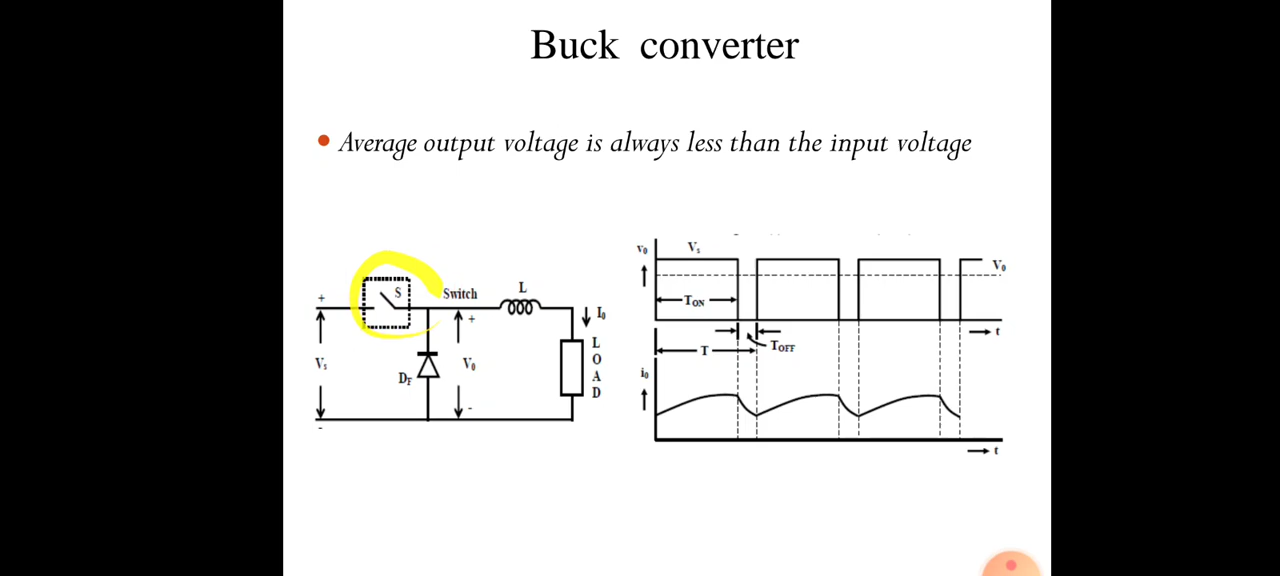 Buck converter
Average output voltage is always less than the input voltage
+
S
Switch
L
+
I₀
Vs
DF
V₀
L
O
A
D
-
-
v₀
Vs
V₀
TON
t
T
TOFF
i₀
t